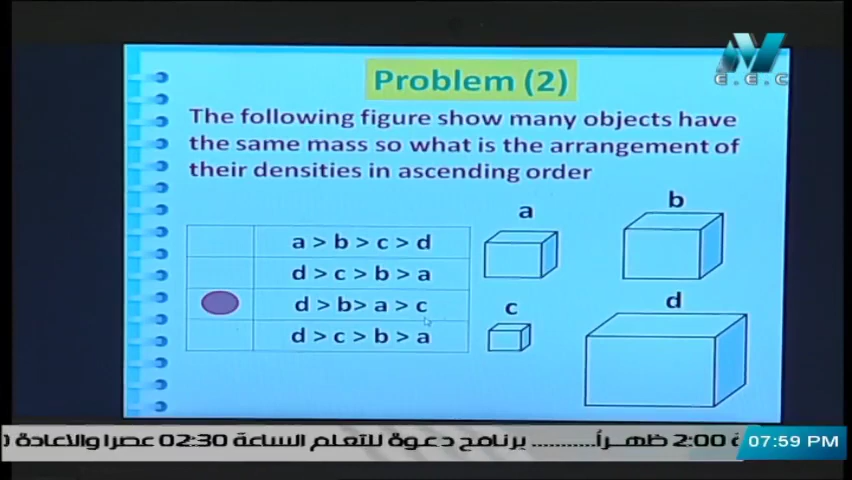 E.E.C
Problem (2)
The following figure show many objects have
the same mass so what is the arrangement of
their densities in ascending order
a
b
a > b > c > d
d > c > b > a
d > b> a > c
d > c > b > a
c
d
2:00 ظهــراً.......... برنامج دعوة للتعلم الساعة 02:30 عصرا والاعادة
07:59 PM